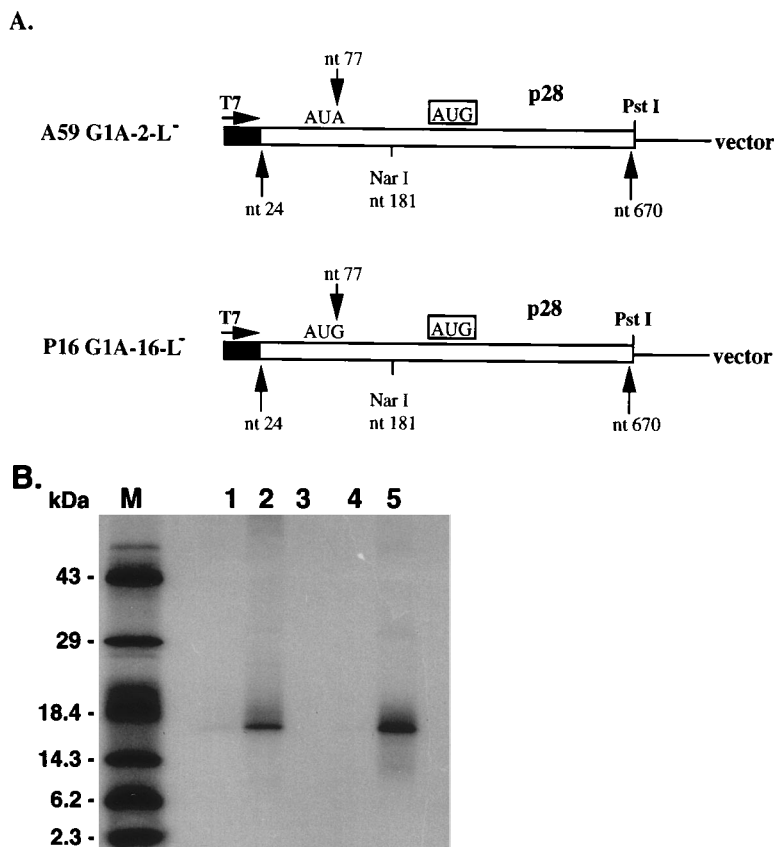 A.
nt 77
T7 AUA AUG p28 Pst I
A59 G1A-2-L- vector
Nar I
nt 24 nt 181 nt 670
nt 77
T7 AUG AUG p28 Pst I
P16 G1A-16-L- vector
Nar I
nt 24 nt 181 nt 670
B.
kDa M 1 2 3 4 5
43 -
29 -
18.4 -
14.3 -
6.2 -
2.3 -